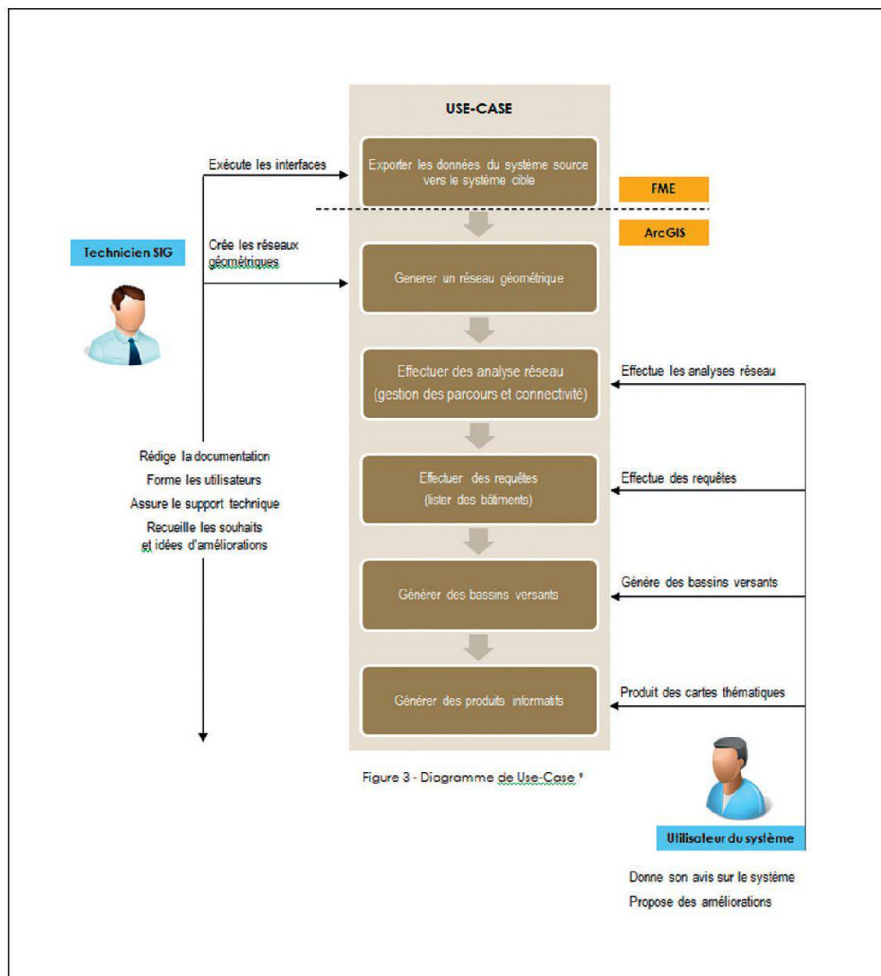 USE-CASE
Exécute les interfaces
Exporter les données du système source
vers le système cible
FME
ArcGIS
Technicien SIG
Crée les réseaux
géométriques
Generer un réseau géométrique
Effectuer des analyse réseau
(gestion des parcours et connectivité)
Effectue les analyses réseau
Rédige la documentation
Forme les utilisateurs
Assure le support technique
Recueille les souhaits
et idées d'améliorations
Effectuer des requêtes
(lister des bâtiments)
Effectue des requêtes
Générer des bassins versants
Génère des bassins versants
Générer des produits informatifs
Produit des cartes thématiques
Figure 3 - Diagramme de Use-Case ⁹
Utilisateur du système
Donne son avis sur le système
Propose des améliorations